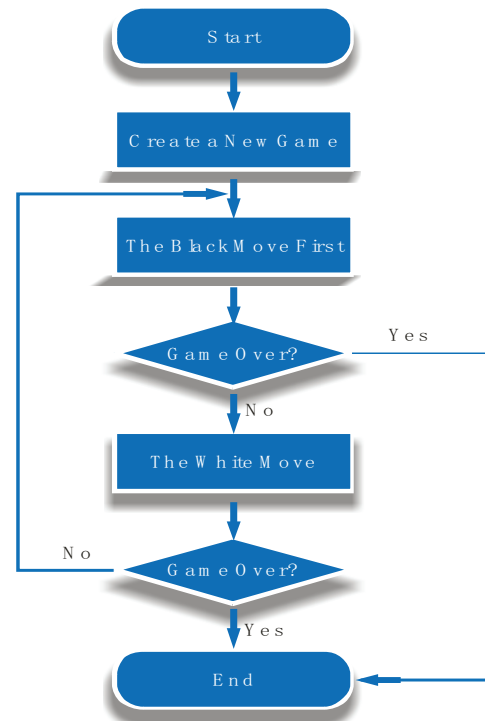 Start
Create a New Game
The Black Move First
Game Over?
Yes
No
The White Move
No
Game Over?
Yes
End